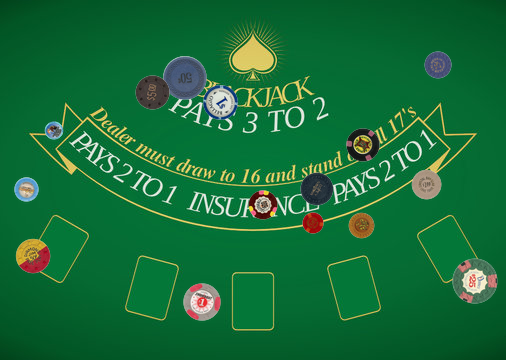 BLACKJACK
PAYS 3 TO 2
Dealer must draw to 16 and stand on all 17's
PAYS 2 TO 1 INSURANCE PAYS 2 TO 1